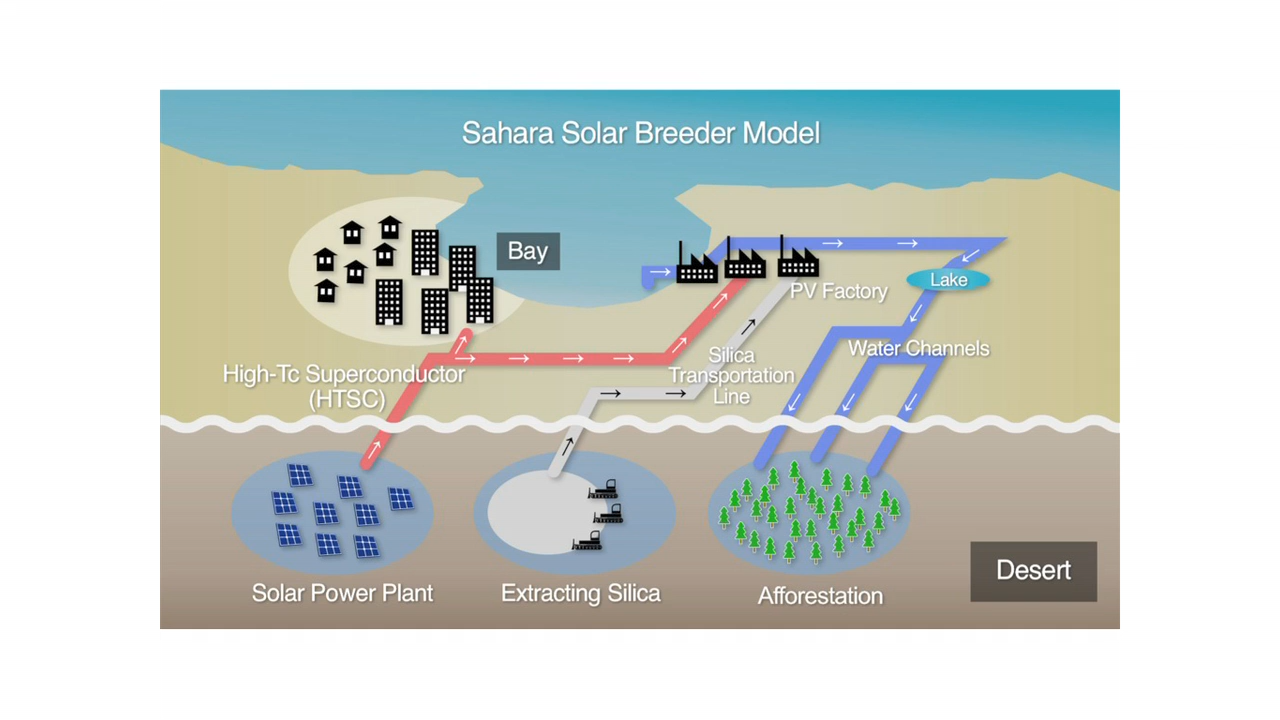 Sahara Solar Breeder Model
Bay
Lake
PV Factory
Water Channels
Silica
Transportation
Line
High-Tc Superconductor
(HTSC)
Solar Power Plant
Extracting Silica
Afforestation
Desert